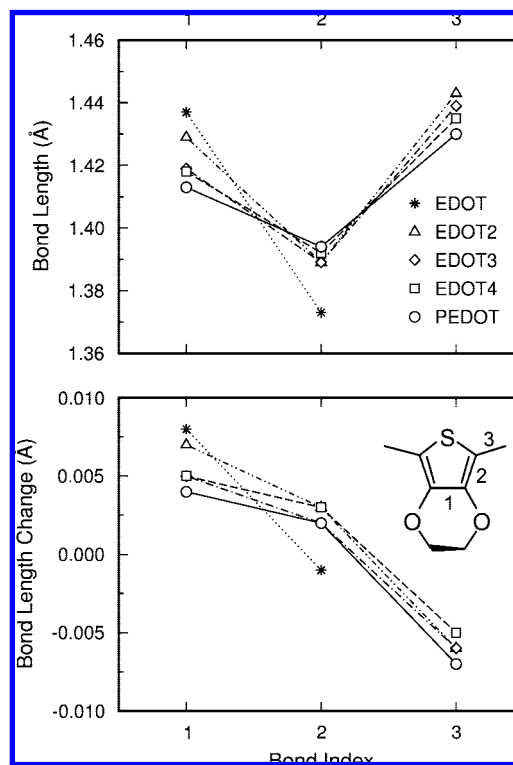 1 2 3
1.46
1.44
1.42
1.40
1.38
1.36
Bond Length (Å)
EDOT
EDOT2
EDOT3
EDOT4
PEDOT
0.010
0.005
0.000
-0.005
-0.010
Bond Length Change (Å)
S
3
2
1
O O
1 2 3
Bond Index